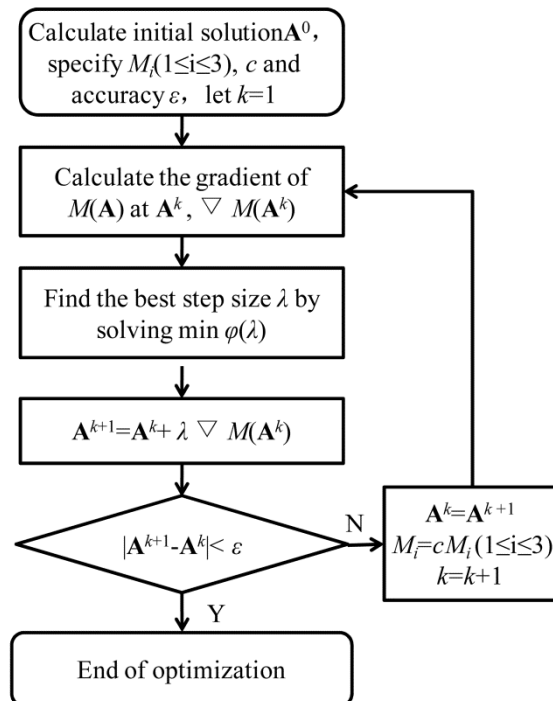 Calculate initial solution𝐀⁰,
specify Mᵢ(1≤i≤3), c and
accuracy ε, let k=1
Calculate the gradient of
M(𝐀) at 𝐀ᵏ, ▽ M(𝐀ᵏ)
Find the best step size λ by
solving min φ(λ)
𝐀ᵏ⁺¹=𝐀ᵏ+ λ ▽ M(𝐀ᵏ)
|𝐀ᵏ⁺¹-𝐀ᵏ|< ε
N
𝐀ᵏ=𝐀ᵏ⁺¹
Mᵢ=cMᵢ(1≤i≤3)
k=k+1
Y
End of optimization